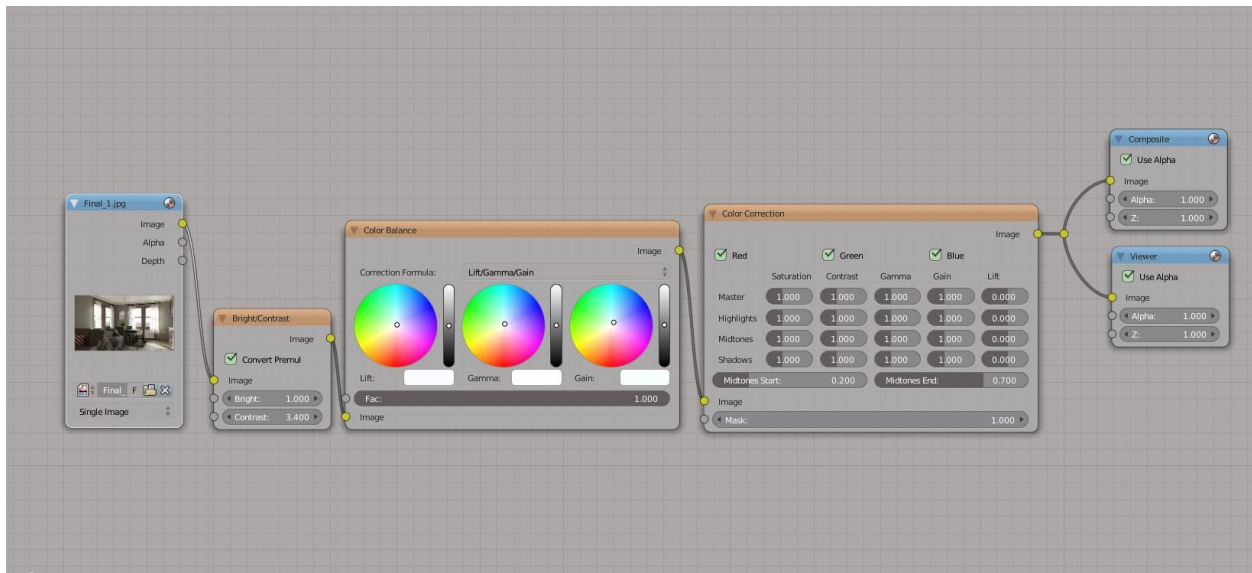 Final_1.jpg
Image
Alpha
Depth
Final_ F
Single Image
Bright/Contrast
Image
Convert Premul
Image
Bright: 1.000
Contrast: 3.400
Color Balance
Image
Correction Formula: Lift/Gamma/Gain
Lift: Gamma: Gain:
Fac: 1.000
Image
Color Correction
Image
Red Green Blue
Saturation Contrast Gamma Gain Lift
Master 1.000 1.000 1.000 1.000 0.000
Highlights 1.000 1.000 1.000 1.000 0.000
Midtones 1.000 1.000 1.000 1.000 0.000
Shadows 1.000 1.000 1.000 1.000 0.000
Midtones Start: 0.200 Midtones End: 0.700
Image
Mask: 1.000
Composite
Use Alpha
Image
Alpha: 1.000
Z: 1.000
Viewer
Use Alpha
Image
Alpha: 1.000
Z: 1.000